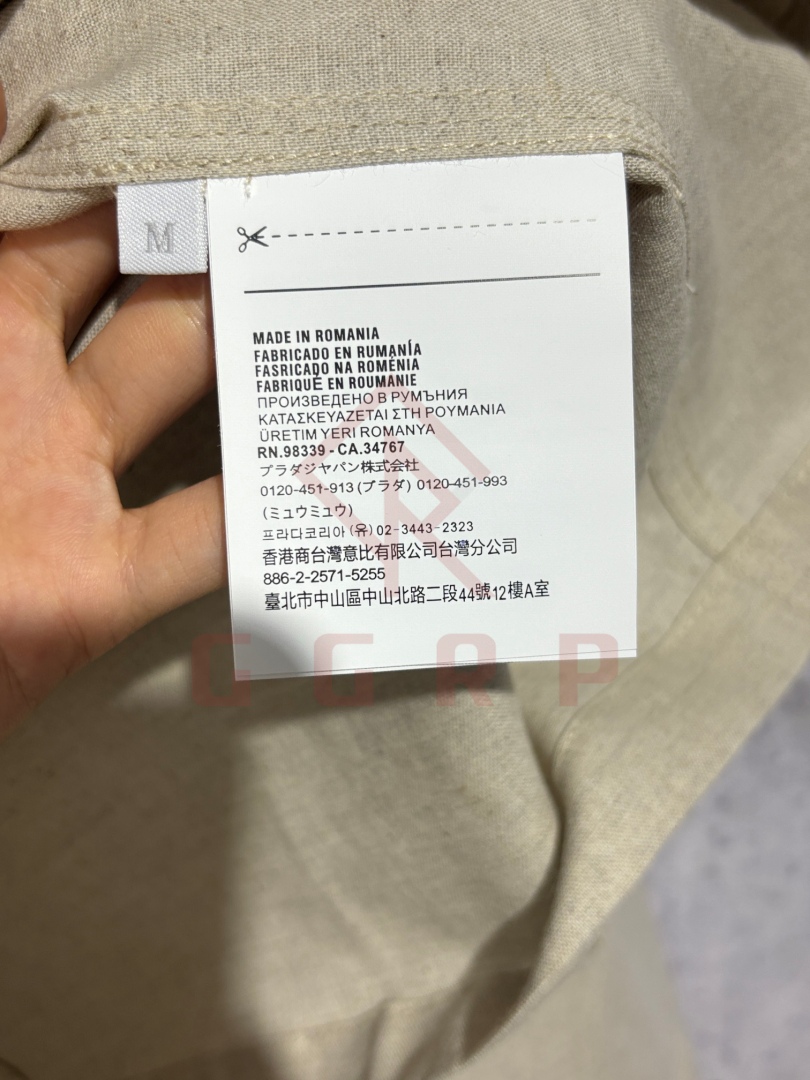 M
MADE IN ROMANIA
FABRICADO EN RUMANÍA
FASRICADO NA ROMÉNIA
FABRIQUÉ EN ROUMANIE
ПРОИЗВЕДЕНО В РУМЪНИЯ
ΚΑΤΑΣΚΕΥΑΖΕΤΑΙ ΣΤΗ ΡΟΥΜΑΝΙΑ
ÜRETIM YERI ROMANYA
RN.98339 - CA.34767
プラダジャパン株式会社
0120-451-913 (プラダ) 0120-451-993
(ミュウミュウ)
프라다코리아 (유) 02-3443-2323
香港商台灣意比有限公司台灣分公司
886-2-2571-5255
臺北市中山區中山北路二段44號12樓A室
GGRP